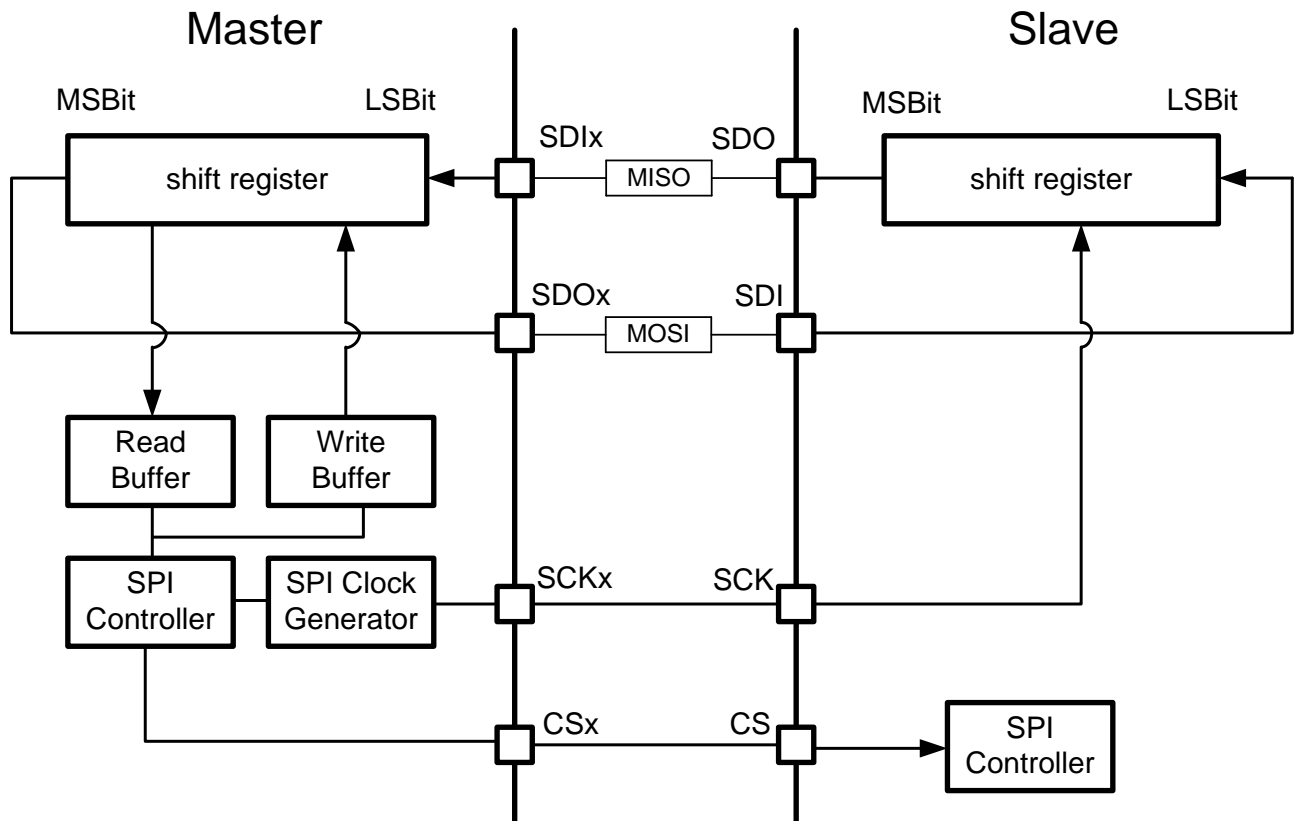 Master
Slave
MSBit
LSBit
MSBit
LSBit
SDIx
SDO
shift register
MISO
shift register
SDOx
SDI
MOSI
Read
Buffer
Write
Buffer
SPI
Controller
SPI Clock
Generator
SCKx
SCK
CSx
CS
SPI
Controller